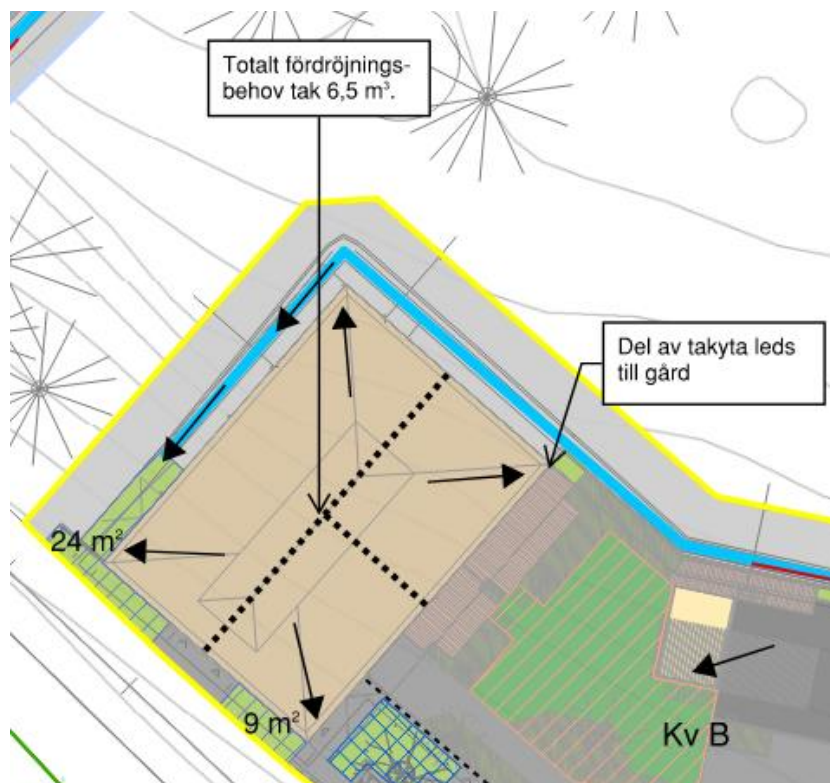 Totalt fördröjnings-
behov tak 6,5 m³.
Del av takyta leds
till gård
24 m²
9 m²
Kv B